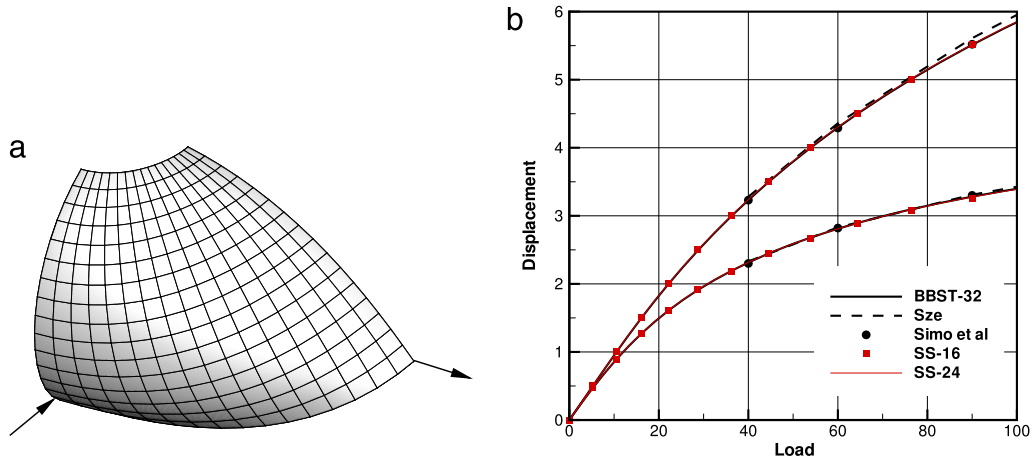 a
b
6
5
4
3
2
1
0
Displacement
0 20 40 60 80 100
Load
BBST-32
Sze
Simo et al
SS-16
SS-24